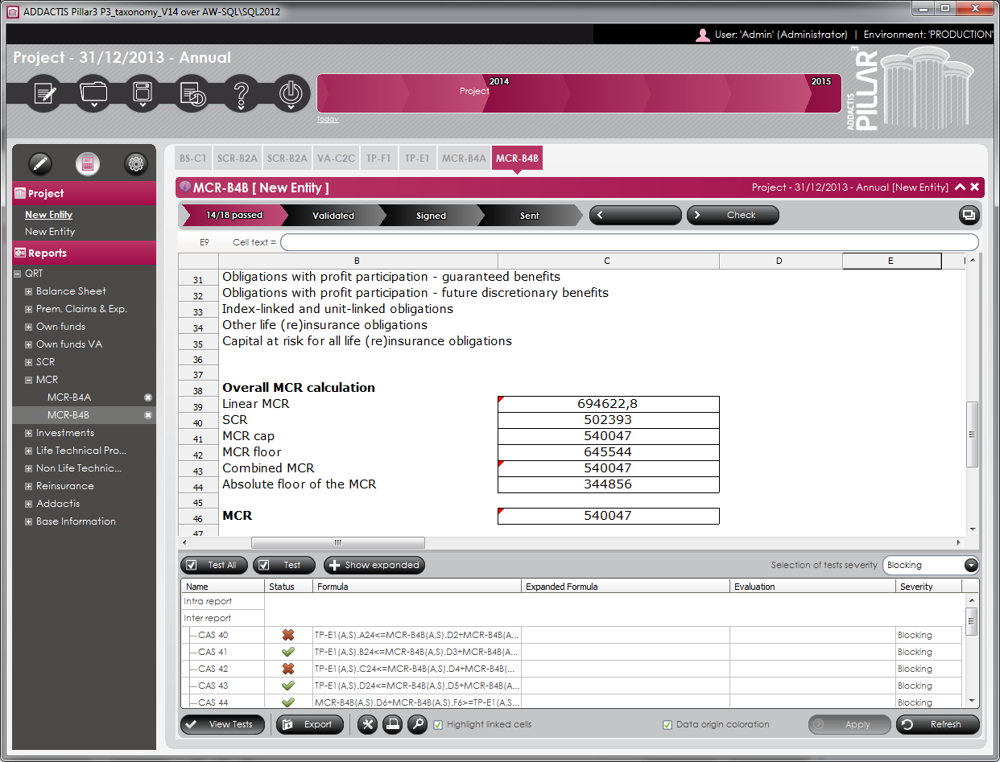 ADDACTIS Pillar3 P3_taxonomy_V14 over AW-SQL\SQL2012
User: 'Admin' (Administrator) | Environment: 'PRODUCTION'
Project - 31/12/2013 - Annual
Project
2014
2015
Today
ADDACTIS PILLAR 3
BS-C1 SCR-B2A SCR-B2A VA-C2C TP-F1 TP-E1 MCR-B4A MCR-B4B
MCR-B4B [ New Entity ]
Project - 31/12/2013 - Annual [New Entity]
14/18 passed Validated Signed Sent Check
E9 Cell text =
Project
New Entity
New Entity
Reports
QRT
Balance Sheet
Prem. Claims & Exp.
Own funds
Own funds VA
SCR
MCR
MCR-B4A
MCR-B4B
Investments
Life Technical Pro...
Non Life Technic...
Reinsurance
Addactis
Base Information
B C D E
31 Obligations with profit participation - guaranteed benefits
32 Obligations with profit participation - future discretionary benefits
33 Index-linked and unit-linked obligations
34 Other life (re)insurance obligations
35 Capital at risk for all life (re)insurance obligations
36
37
38 Overall MCR calculation
39 Linear MCR 694622,8
40 SCR 502393
41 MCR cap 540047
42 MCR floor 645544
43 Combined MCR 540047
44 Absolute floor of the MCR 344856
45
46 MCR 540047
47
Test All Test Show expanded
Selection of tests severity Blocking
Name Status Formula Expanded Formula Evaluation Severity
Intra report
Inter report
CAS 40 TP-E1(A,S).A24<=MCR-B4B(A,S).D2+MCR-B4B(A... Blocking
CAS 41 TP-E1(A,S).B24<=MCR-B4B(A,S).D3+MCR-B4B(A... Blocking
CAS 42 TP-E1(A,S).C24<=MCR-B4B(A,S).D4+MCR-B4B(... Blocking
CAS 43 TP-E1(A,S).D24<=MCR-B4B(A,S).D5+MCR-B4B(A... Blocking
CAS 44 MCR-B4B(A,S).D6+MCR-B4B(A,S).F6>=TP-E1(A,S... Blocking
View Tests Export Highlight linked cells Data origin coloration Apply Refresh